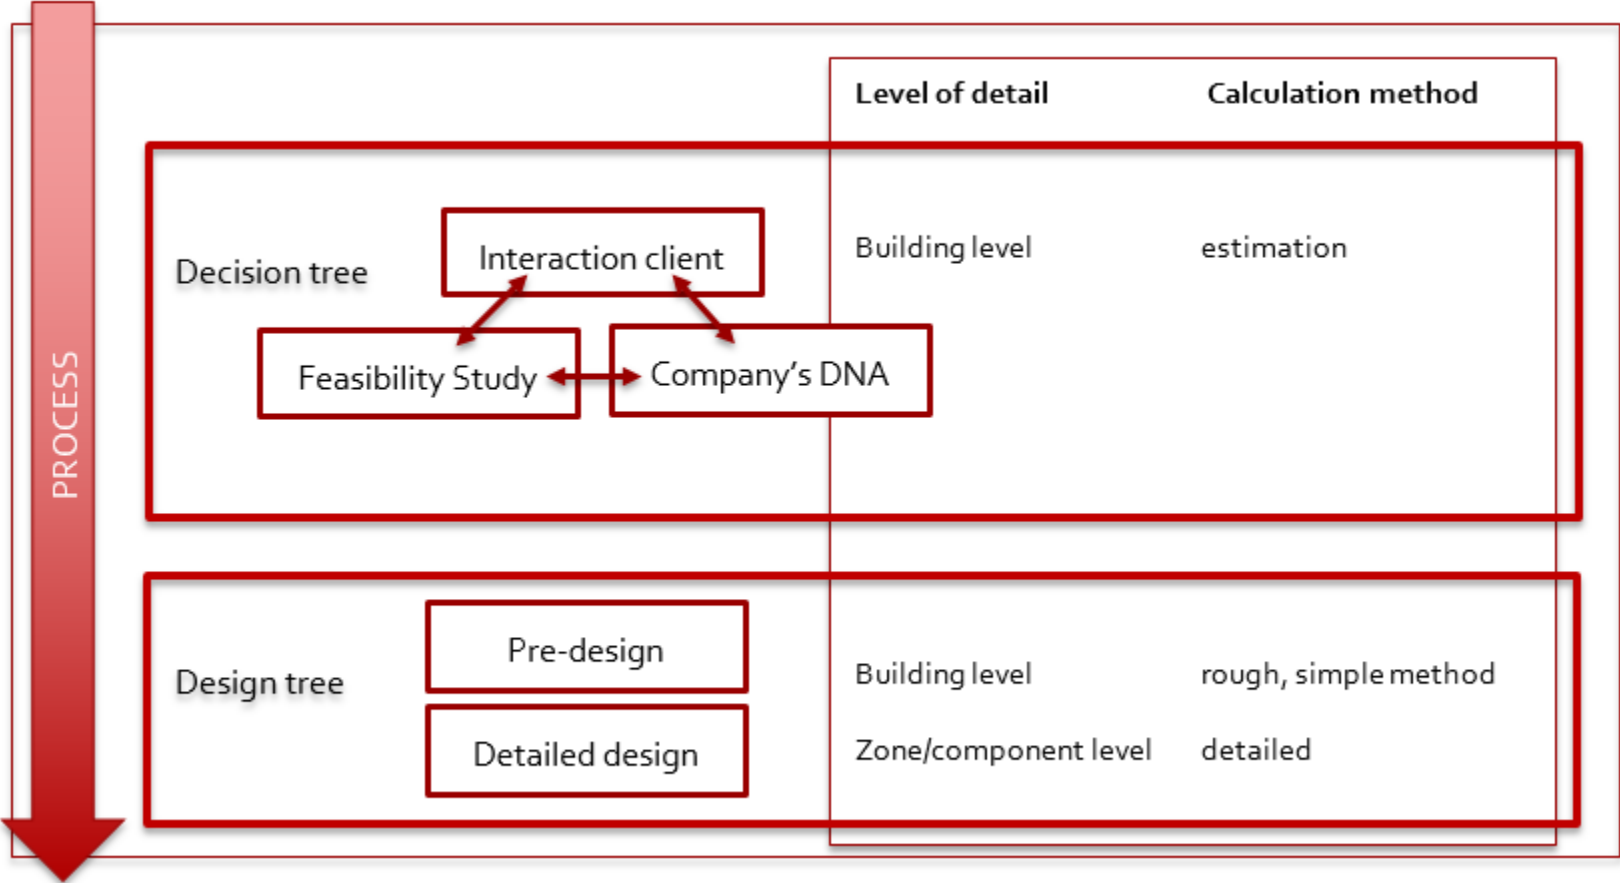 PROCESS
Level of detail
Calculation method
Decision tree
Interaction client
Feasibility Study
Company’s DNA
Building level
estimation
Design tree
Pre-design
Detailed design
Building level
rough, simple method
Zone/component level
detailed